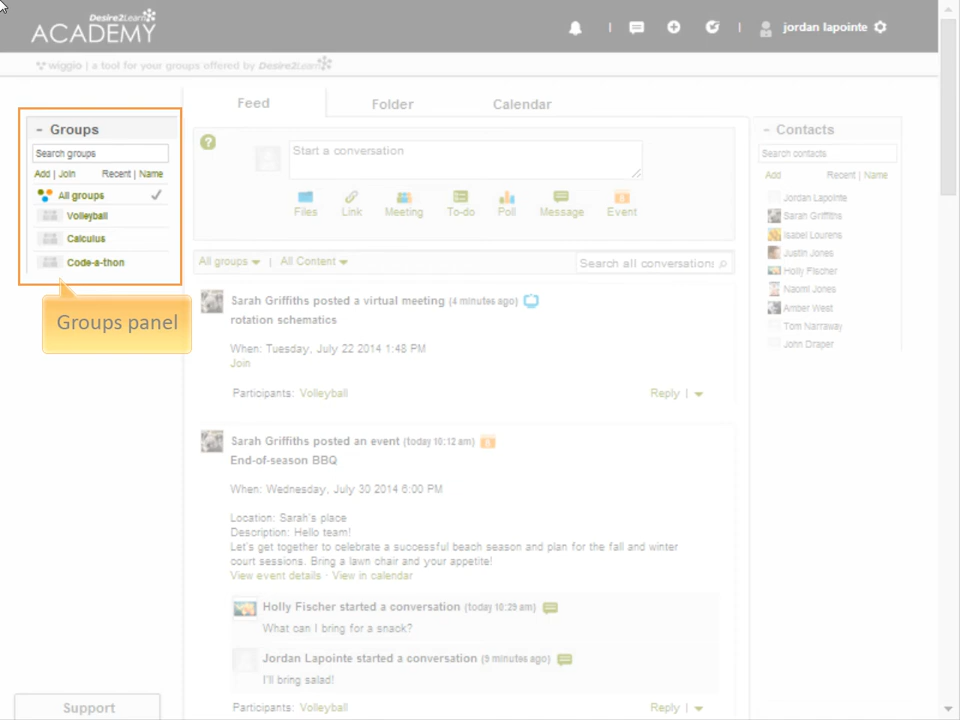 Desire2Learn
ACADEMY
jordan lapointe
wiggio | a tool for your groups offered by Desire2Learn
Feed
Folder
Calendar
- Groups
Search groups
Add | Join
Recent | Name
All groups
Volleyball
Calculus
Code-a-thon
Groups panel
?
Start a conversation
Files
Link
Meeting
To-do
Poll
Message
Event
All groups
|
All Content
Search all conversations
Sarah Griffiths posted a virtual meeting (4 minutes ago)
rotation schematics
When: Tuesday, July 22 2014 1:48 PM
Join
Participants: Volleyball
Reply |
Sarah Griffiths posted an event (today 10:12 am)
End-of-season BBQ
When: Wednesday, July 30 2014 6:00 PM
Location: Sarah's place
Description: Hello team!
Let's get together to celebrate a successful beach season and plan for the fall and winter
court sessions. Bring a lawn chair and your appetite!
View event details · View in calendar
Holly Fischer started a conversation (today 10:29 am)
What can I bring for a snack?
Jordan Lapointe started a conversation (9 minutes ago)
I'll bring salad!
Participants: Volleyball
Reply |
- Contacts
Search contacts
Add
Recent | Name
Jordan Lapointe
Sarah Griffiths
Isabel Lourens
Justin Jones
Holly Fischer
Naomi Jones
Amber West
Tom Narraway
John Draper
Support